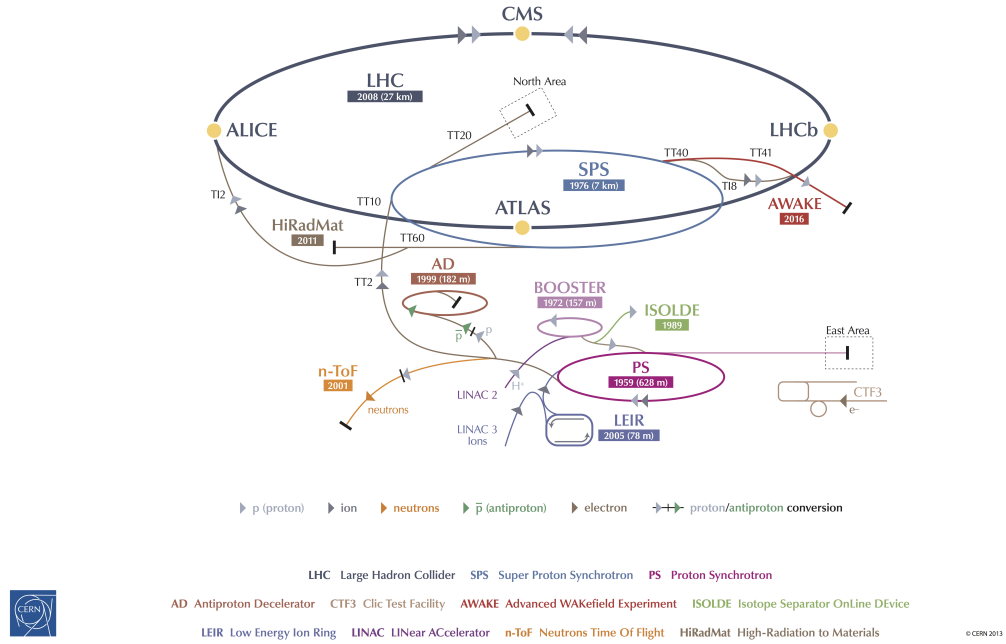 CMS
LHC
2008 (27 km)
North Area
ALICE
LHCb
TT20
TT40
TT41
SPS
1976 (7 km)
TI8
TI2
TT10
ATLAS
AWAKE
2016
HiRadMat
2011
TT60
AD
1999 (182 m)
TT2
BOOSTER
1972 (157 m)
ISOLDE
1989
p̅
p
East Area
n-ToF
2001
PS
1959 (628 m)
LINAC 2
H⁺
neutrons
CTF3
e–
LEIR
2005 (78 m)
LINAC 3
Ions
p (proton) ion neutrons p̅ (antiproton) electron proton/antiproton conversion
LHC Large Hadron Collider SPS Super Proton Synchrotron PS Proton Synchrotron
AD Antiproton Decelerator CTF3 Clic Test Facility AWAKE Advanced WAKefield Experiment ISOLDE Isotope Separator OnLine DEvice
LEIR Low Energy Ion Ring LINAC LINear ACcelerator n-ToF Neutrons Time Of Flight HiRadMat High-Radiation to Materials
CERN
© CERN 2013